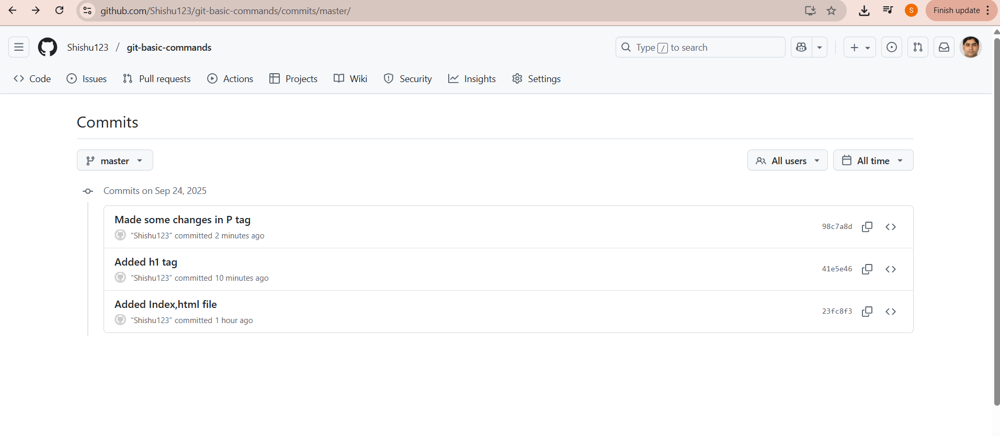 github.com/Shishu123/git-basic-commands/commits/master/
S
Finish update
Shishu123 / git-basic-commands
Type / to search
Code
Issues
Pull requests
Actions
Projects
Wiki
Security
Insights
Settings
Commits
master
All users
All time
Commits on Sep 24, 2025
Made some changes in P tag
“Shishu123” committed 2 minutes ago
98c7a8d
Added h1 tag
“Shishu123” committed 10 minutes ago
41e5e46
Added Index,html file
“Shishu123” committed 1 hour ago
23fc8f3